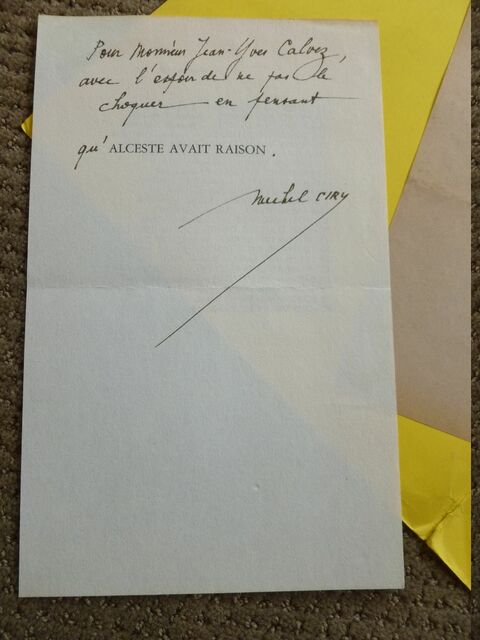 Pour Monsieur Jean-Yves Calvez,
avec l'espoir de ne pas le
choquer en pensant
qu' ALCESTE AVAIT RAISON.
Michel CIRY